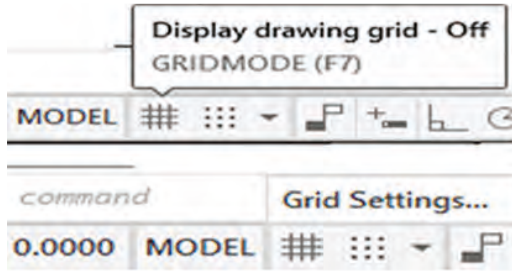 Display drawing grid - Off
GRIDMODE (F7)
MODEL
command
Grid Settings...
0.0000 MODEL